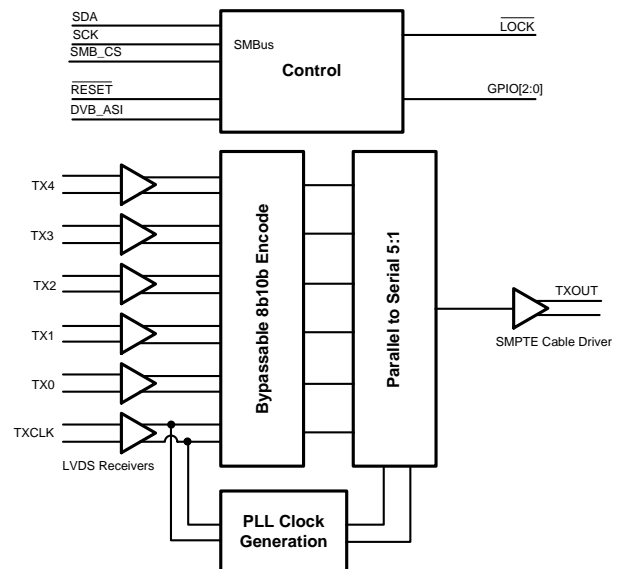 SDA
SCK
SMB_CS
RESET
DVB_ASI
SMBus
Control
LOCK
GPIO[2:0]
TX4
TX3
TX2
TX1
TX0
TXCLK
LVDS Receivers
Bypassable 8b10b Encode
Parallel to Serial 5:1
TXOUT
SMPTE Cable Driver
PLL Clock
Generation